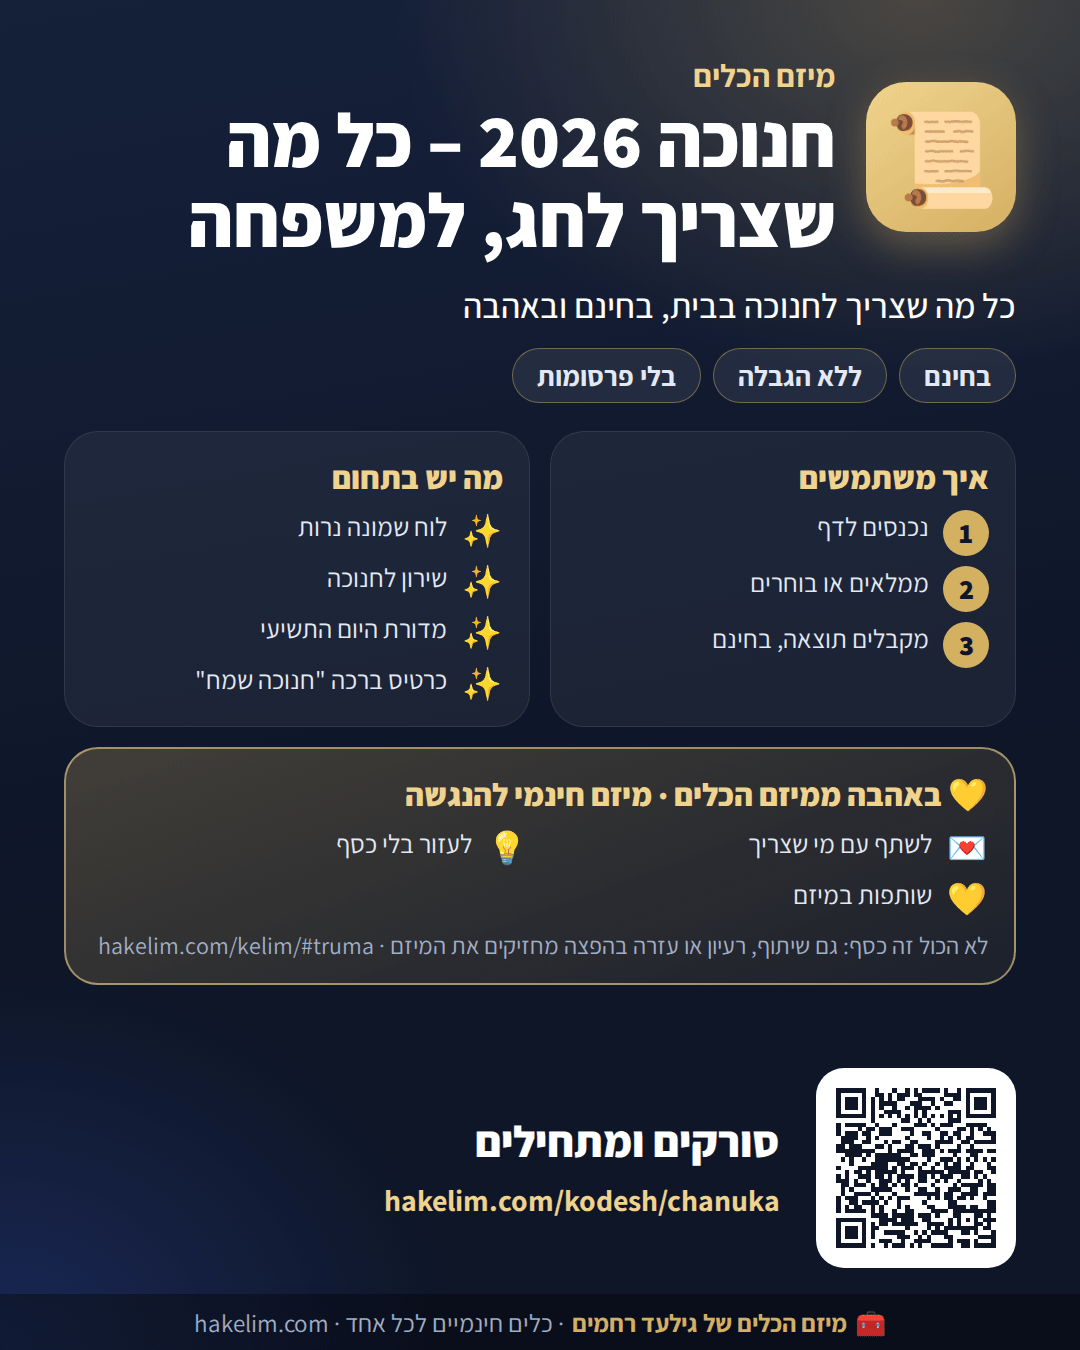 מיזם הכלים
חנוכה 2026 – כל מה
שצריך לחג, למשפחה
כל מה שצריך לחנוכה בבית, בחינם ובאהבה
בחינם
ללא הגבלה
בלי פרסומות
איך משתמשים
1 נכנסים לדף
2 ממלאים או בוחרים
3 מקבלים תוצאה, בחינם
מה יש בתחום
לוח שמונה נרות
שירון לחנוכה
מדורת היום התשיעי
כרטיס ברכה "חנוכה שמח"
באהבה ממיזם הכלים · מיזם חינמי להנגשה
לשתף עם מי שצריך
לעזור בלי כסף
שותפות במיזם
לא הכול זה כסף: גם שיתוף, רעיון או עזרה בהפצה מחזיקים את המיזם · hakelim.com/kelim/#truma
סורקים ומתחילים
hakelim.com/kodesh/chanuka
מיזם הכלים של גילעד רחמים · כלים חינמיים לכל אחד · hakelim.com